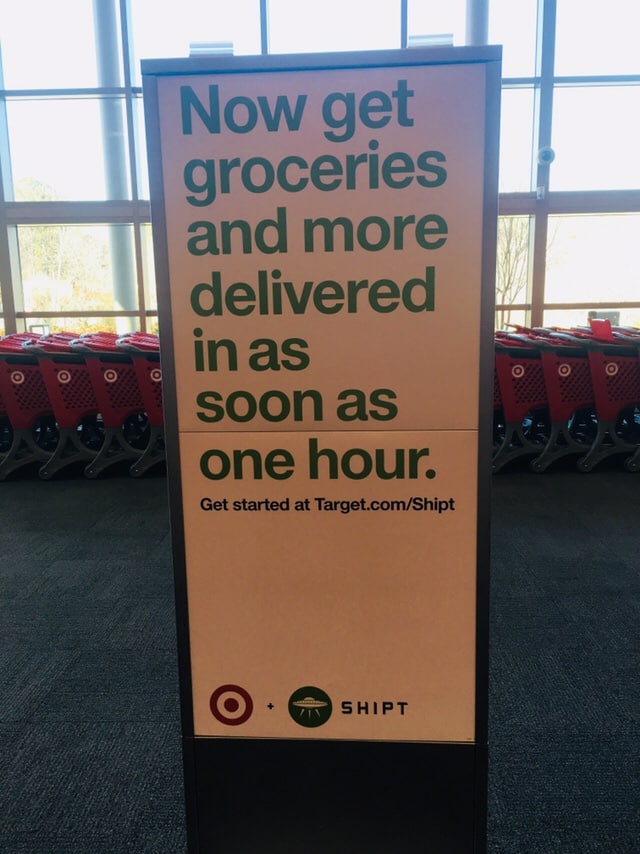 Now get
groceries
and more
delivered
in as
soon as
one hour.
Get started at Target.com/Shipt
+ SHIPT